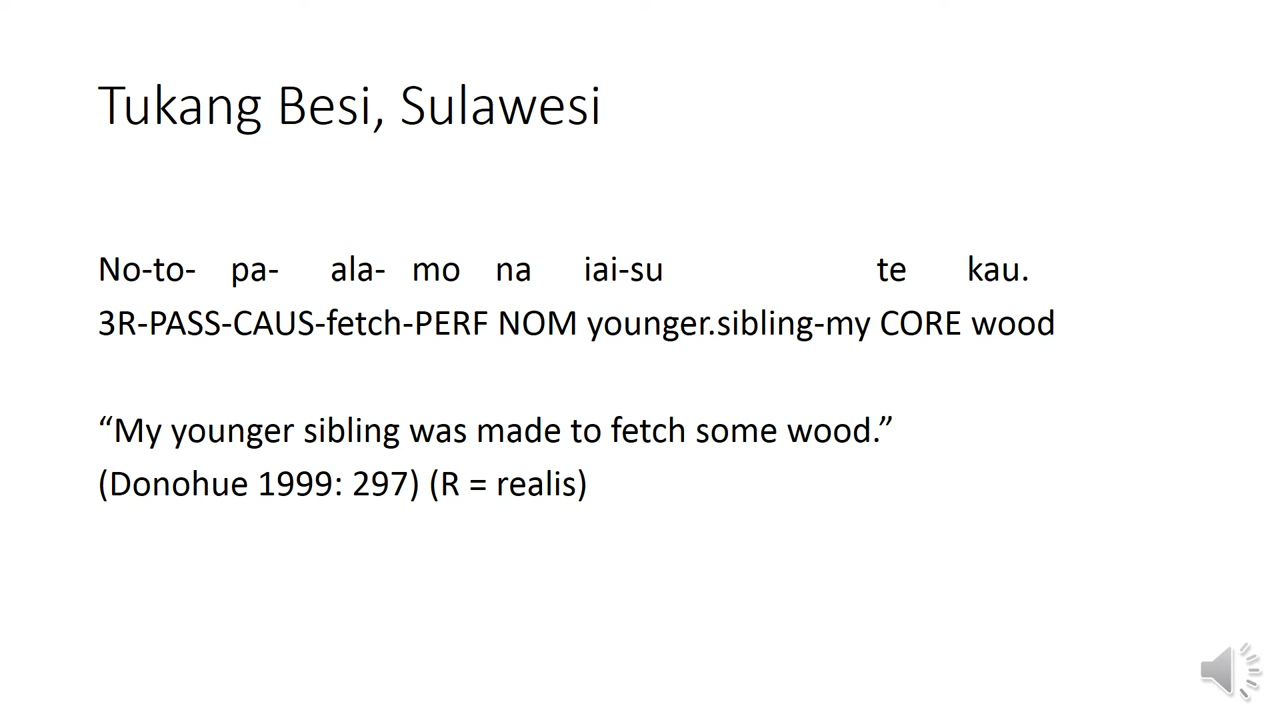 Tukang Besi, Sulawesi
No-to- pa- ala- mo na iai-su te kau.
3R-PASS-CAUS-fetch-PERF NOM younger.sibling-my CORE wood
“My younger sibling was made to fetch some wood.”
(Donohue 1999: 297) (R = realis)